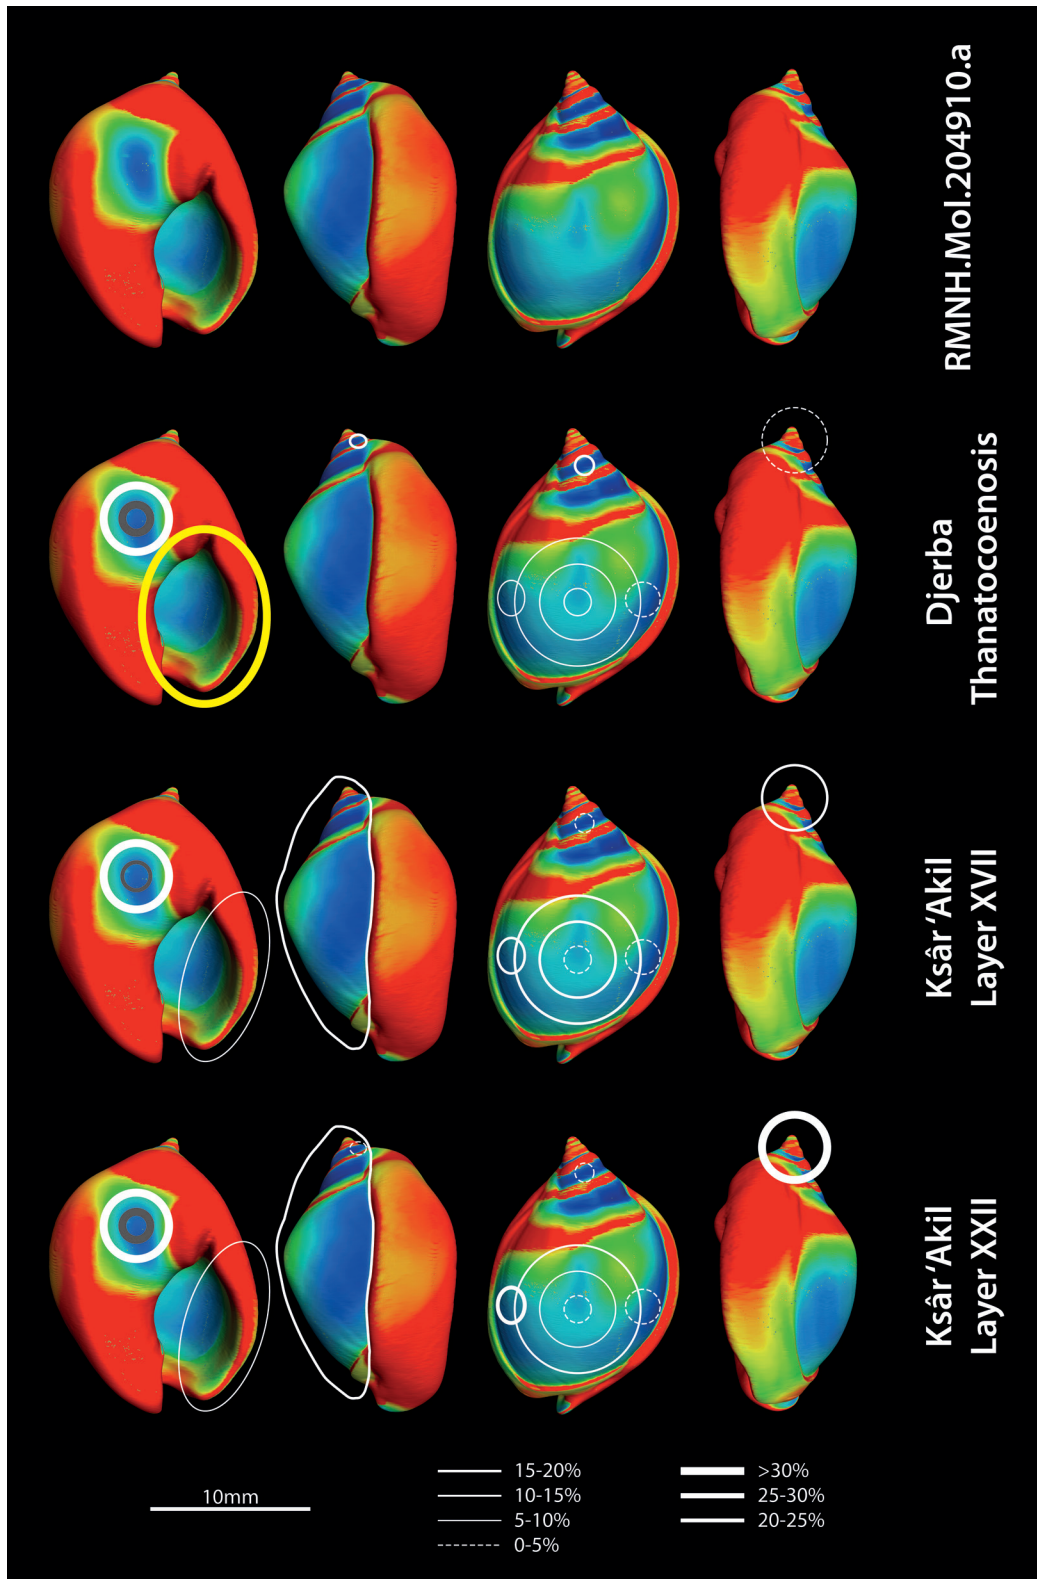 RMNH.Mol.204910.a
Djerba
Thanatocoenosis
Ksâr ‘Akil
Layer XVII
Ksâr ‘Akil
Layer XXII
10mm
15-20%
10-15%
5-10%
0-5%
>30%
25-30%
20-25%